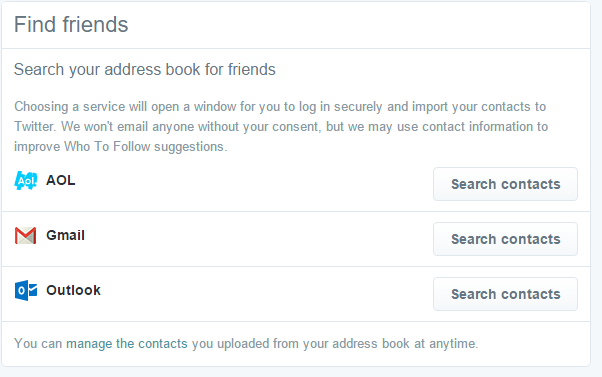 Find friends
Search your address book for friends
Choosing a service will open a window for you to log in securely and import your contacts to
Twitter. We won't email anyone without your consent, but we may use contact information to
improve Who To Follow suggestions.
Aol. AOL Search contacts
Gmail Search contacts
Outlook Search contacts
You can manage the contacts you uploaded from your address book at anytime.